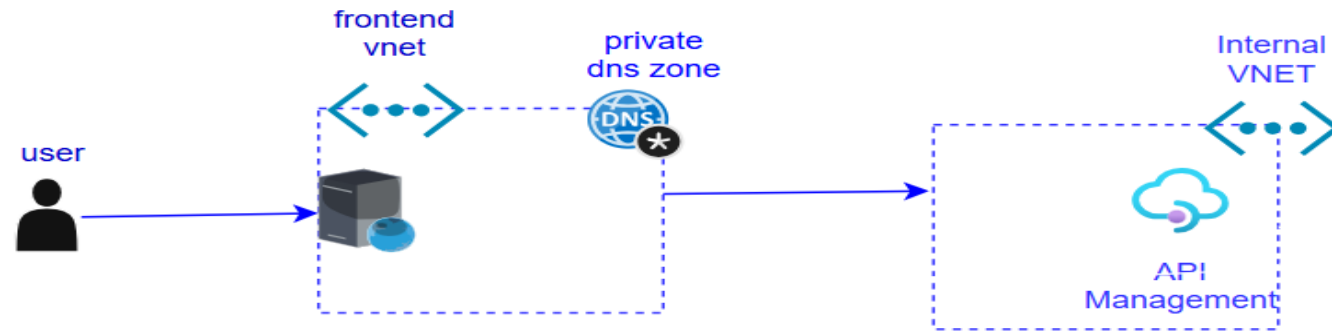 frontend
vnet
private
dns zone
Internal
VNET
DNS
*
user
API
Management